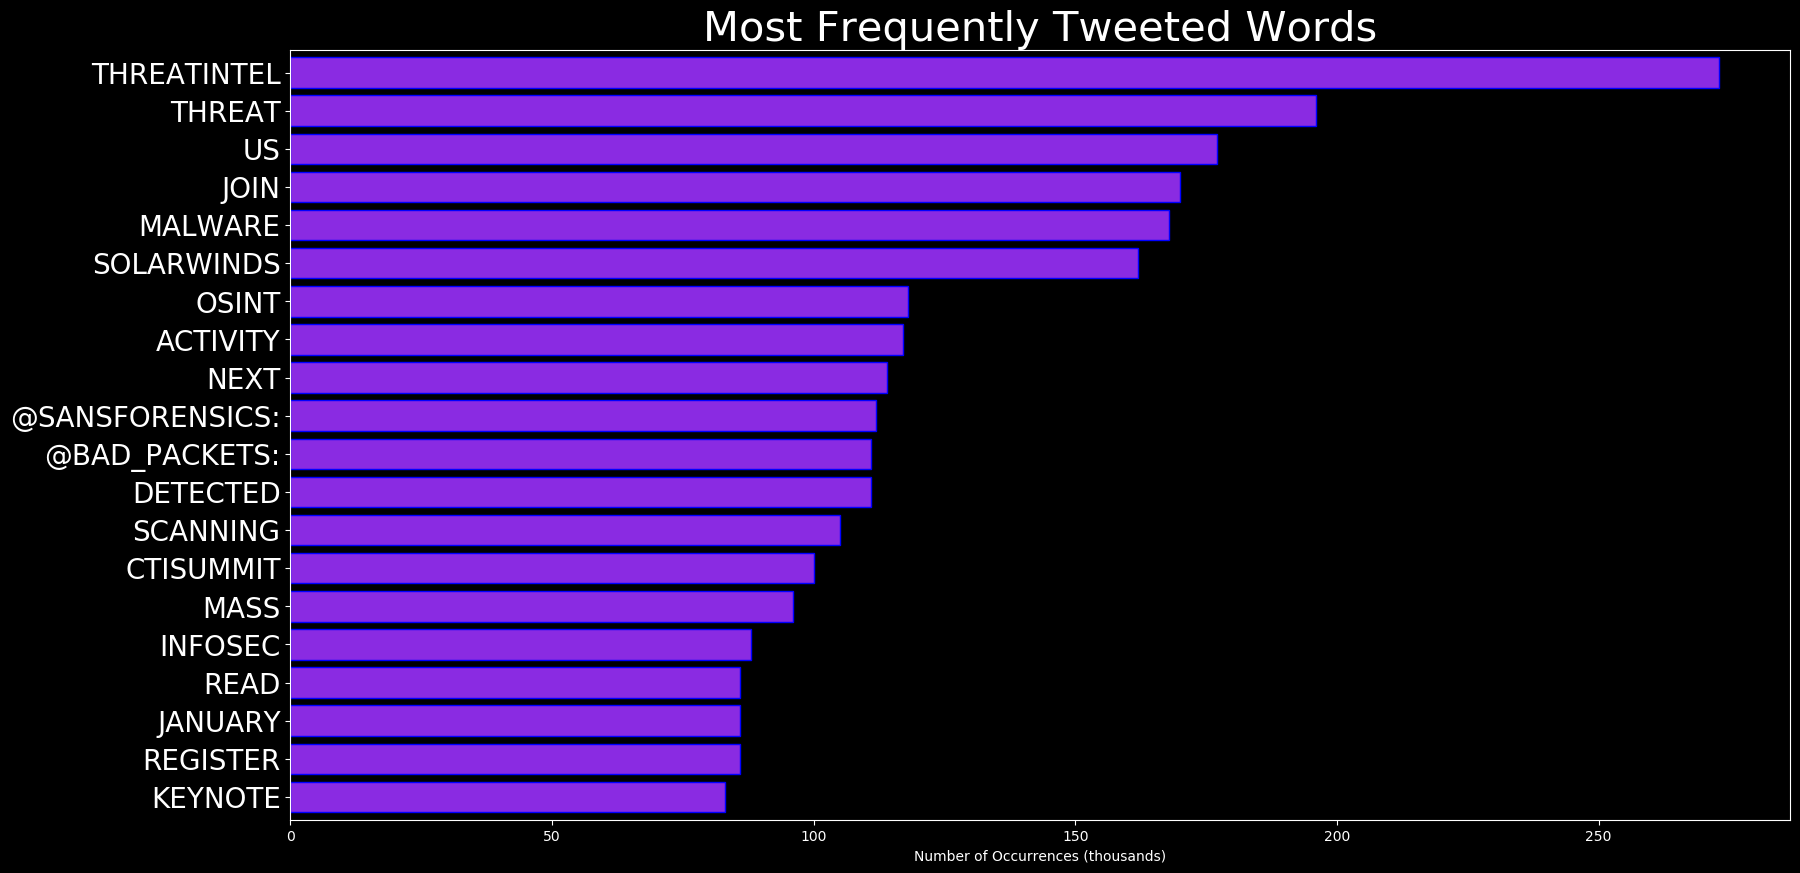 Most Frequently Tweeted Words
THREATINTEL
THREAT
US
JOIN
MALWARE
SOLARWINDS
OSINT
ACTIVITY
NEXT
@SANSFORENSICS:
@BAD_PACKETS:
DETECTED
SCANNING
CTISUMMIT
MASS
INFOSEC
READ
JANUARY
REGISTER
KEYNOTE
0 50 100 150 200 250
Number of Occurrences (thousands)